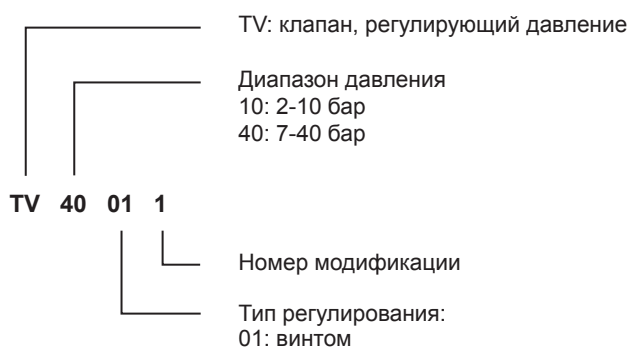 TV: клапан, регулирующий давление
Диапазон давления
10: 2-10 бар
40: 7-40 бар
TV 40 01 1
Номер модификации
Тип регулирования:
01: винтом